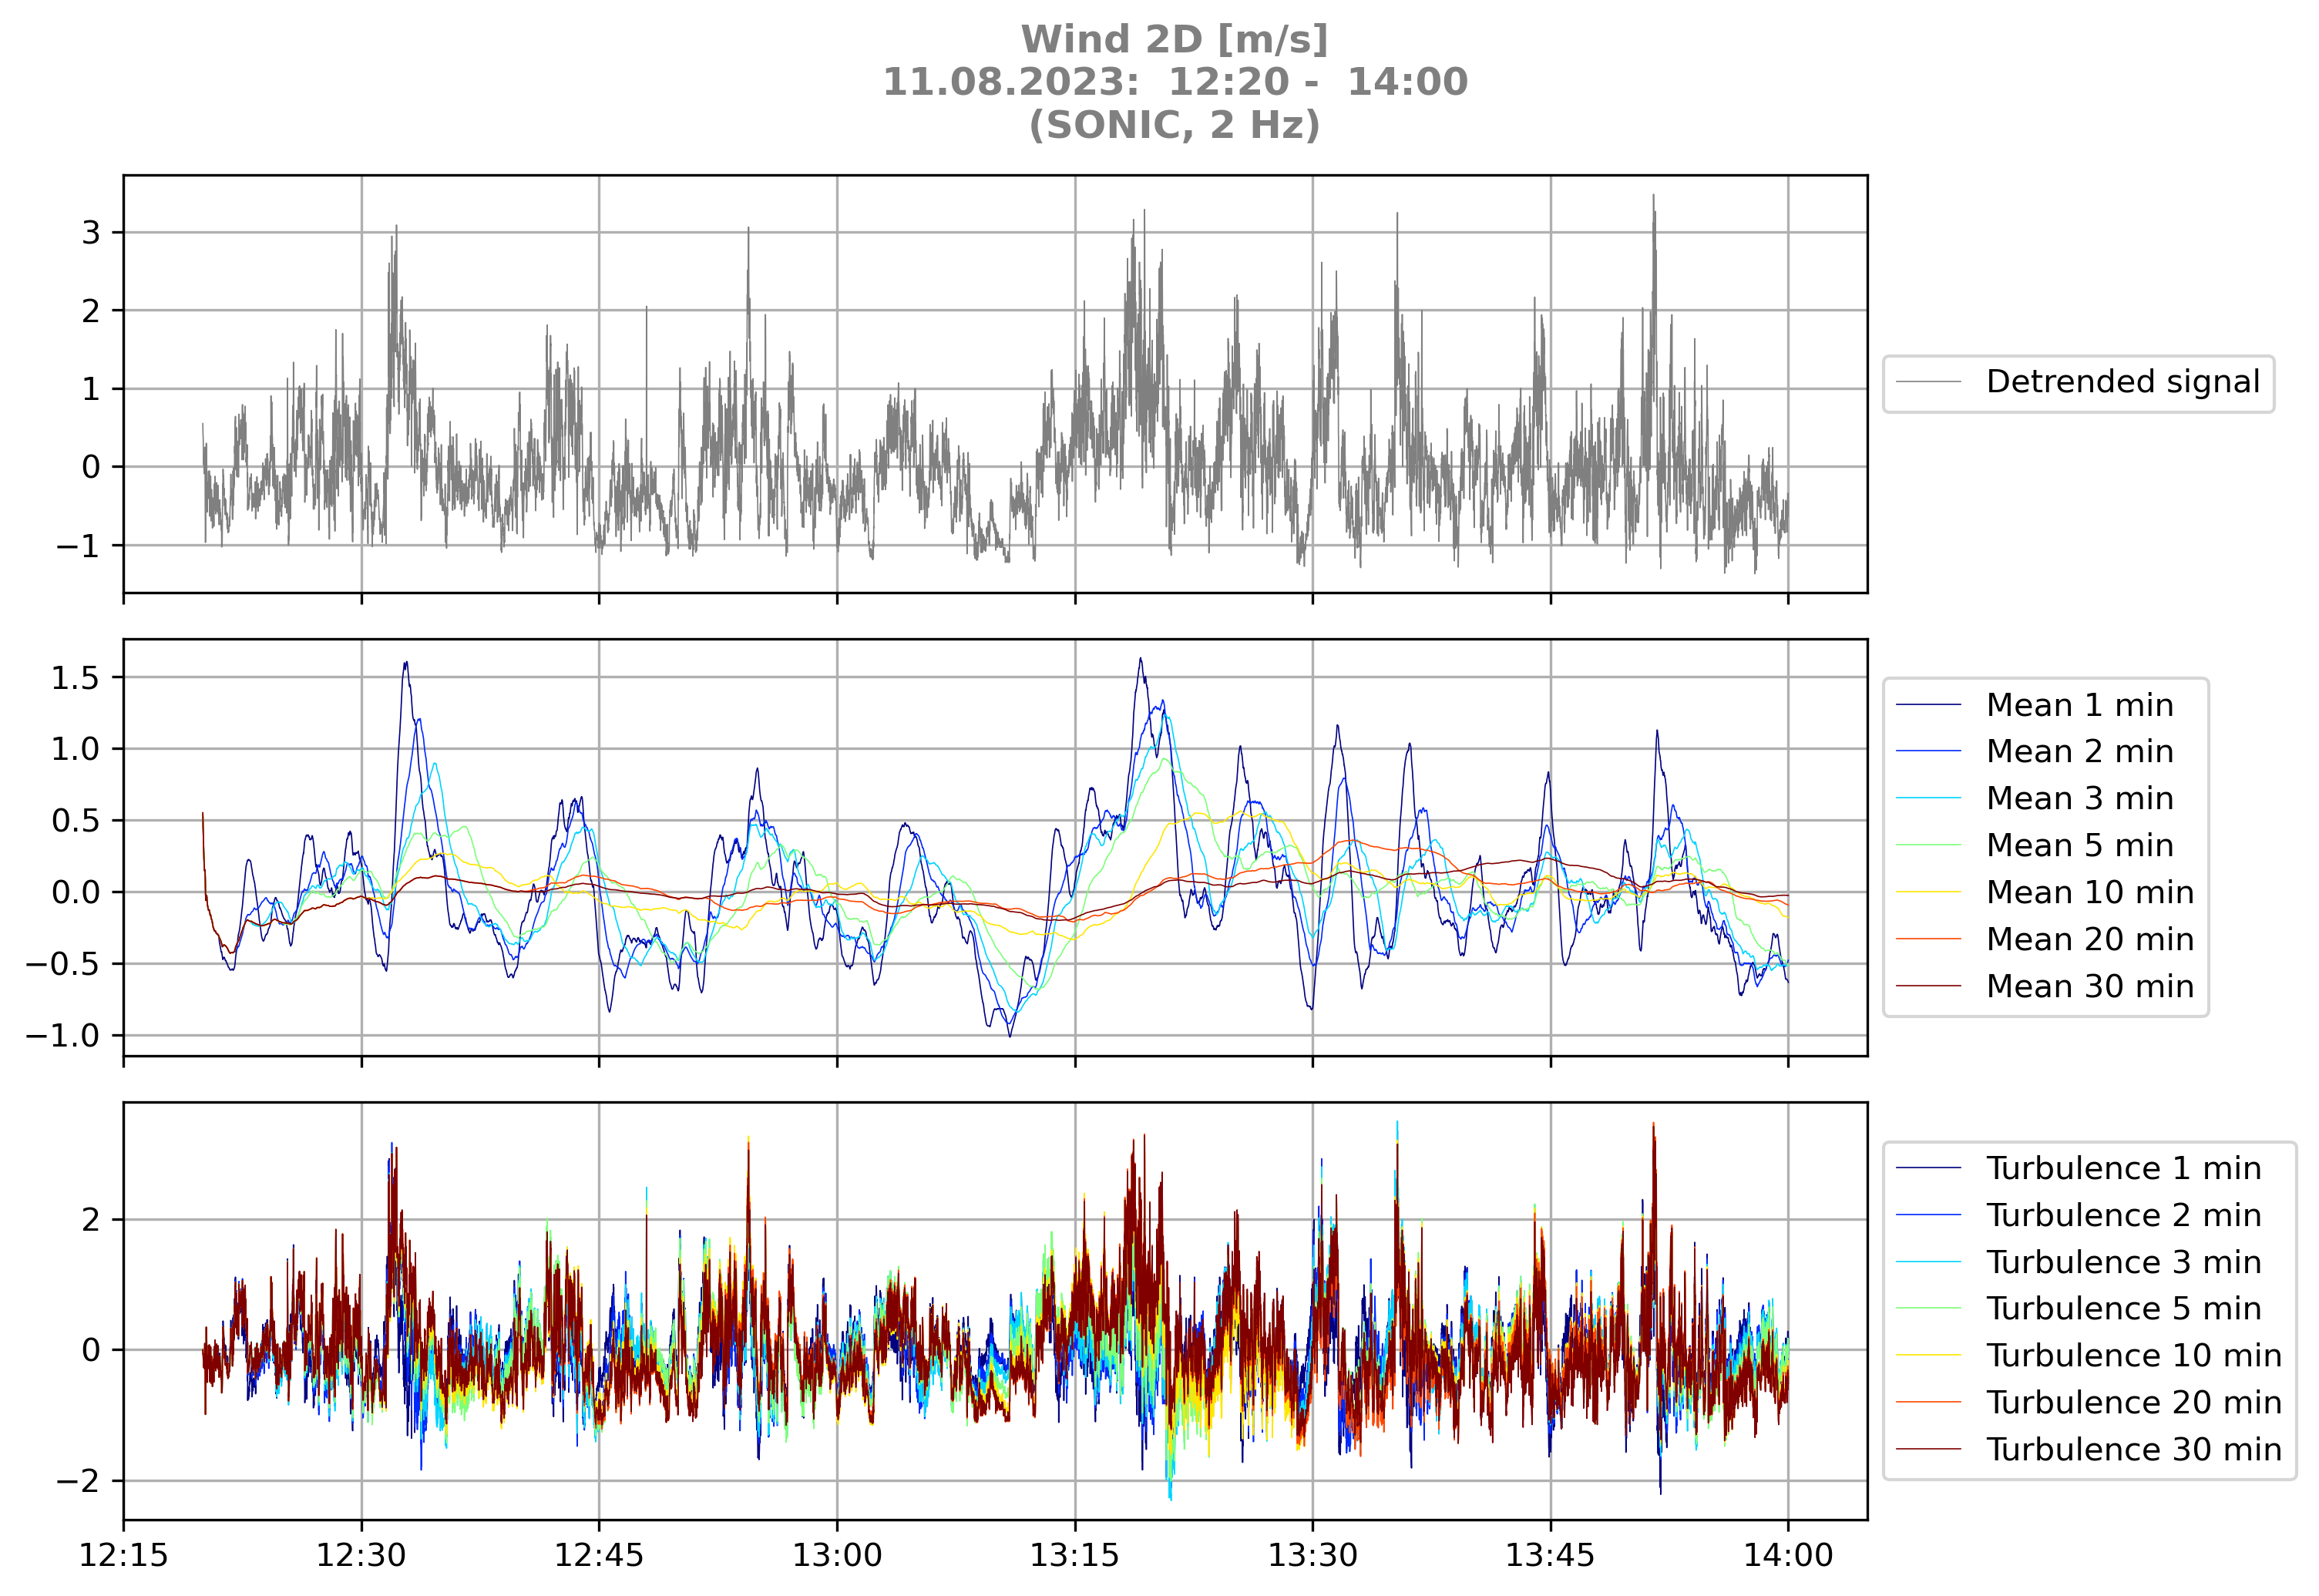 Wind 2D [m/s]
11.08.2023:  12:20 -  14:00
(SONIC, 2 Hz)
3
2
1
0
−1
Detrended signal
1.5
1.0
0.5
0.0
−0.5
−1.0
Mean 1 min
Mean 2 min
Mean 3 min
Mean 5 min
Mean 10 min
Mean 20 min
Mean 30 min
2
0
−2
Turbulence 1 min
Turbulence 2 min
Turbulence 3 min
Turbulence 5 min
Turbulence 10 min
Turbulence 20 min
Turbulence 30 min
12:15 12:30 12:45 13:00 13:15 13:30 13:45 14:00